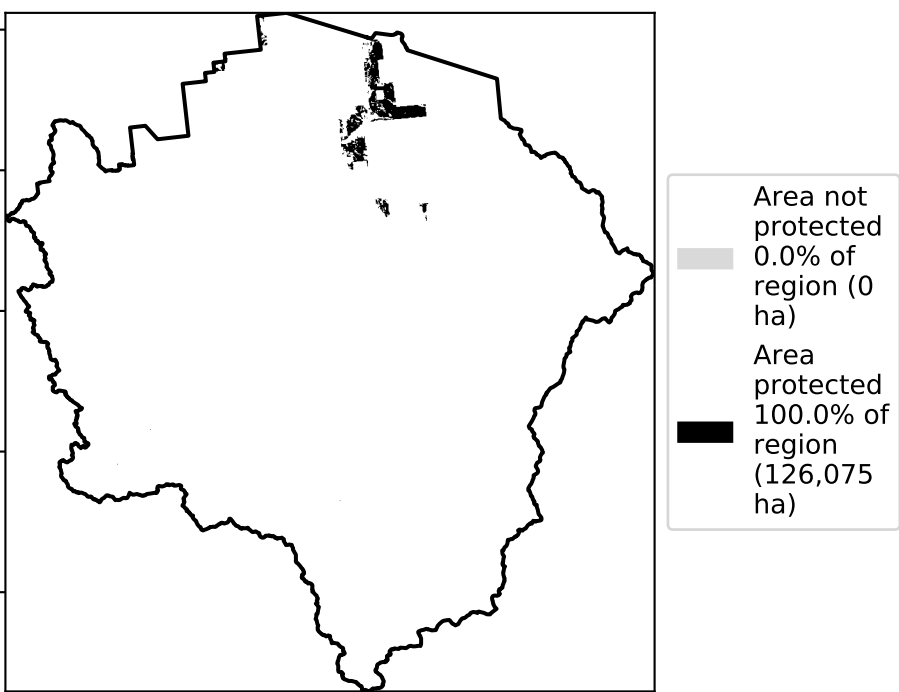 Area not
protected
0.0% of
region (0
ha)
Area
protected
100.0% of
region
(126,075
ha)